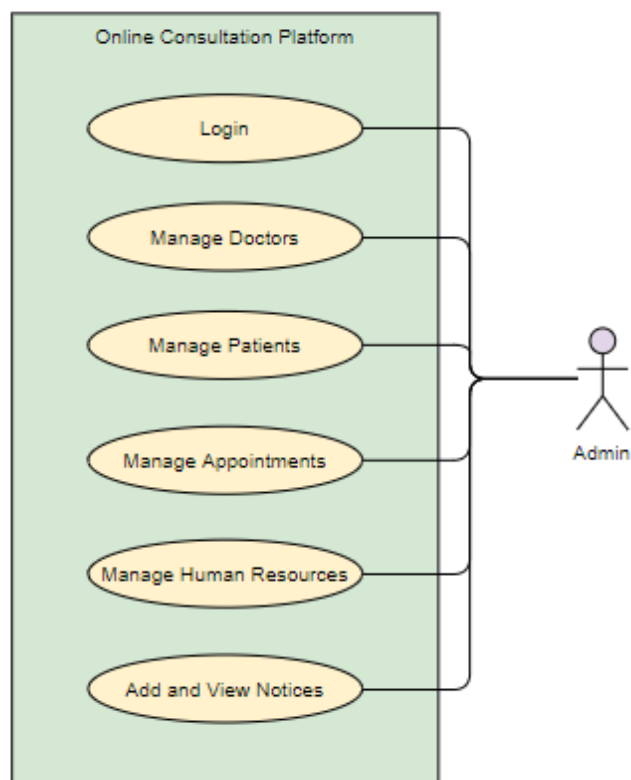 Online Consultation Platform
Login
Manage Doctors
Manage Patients
Manage Appointments
Manage Human Resources
Add and View Notices
Admin